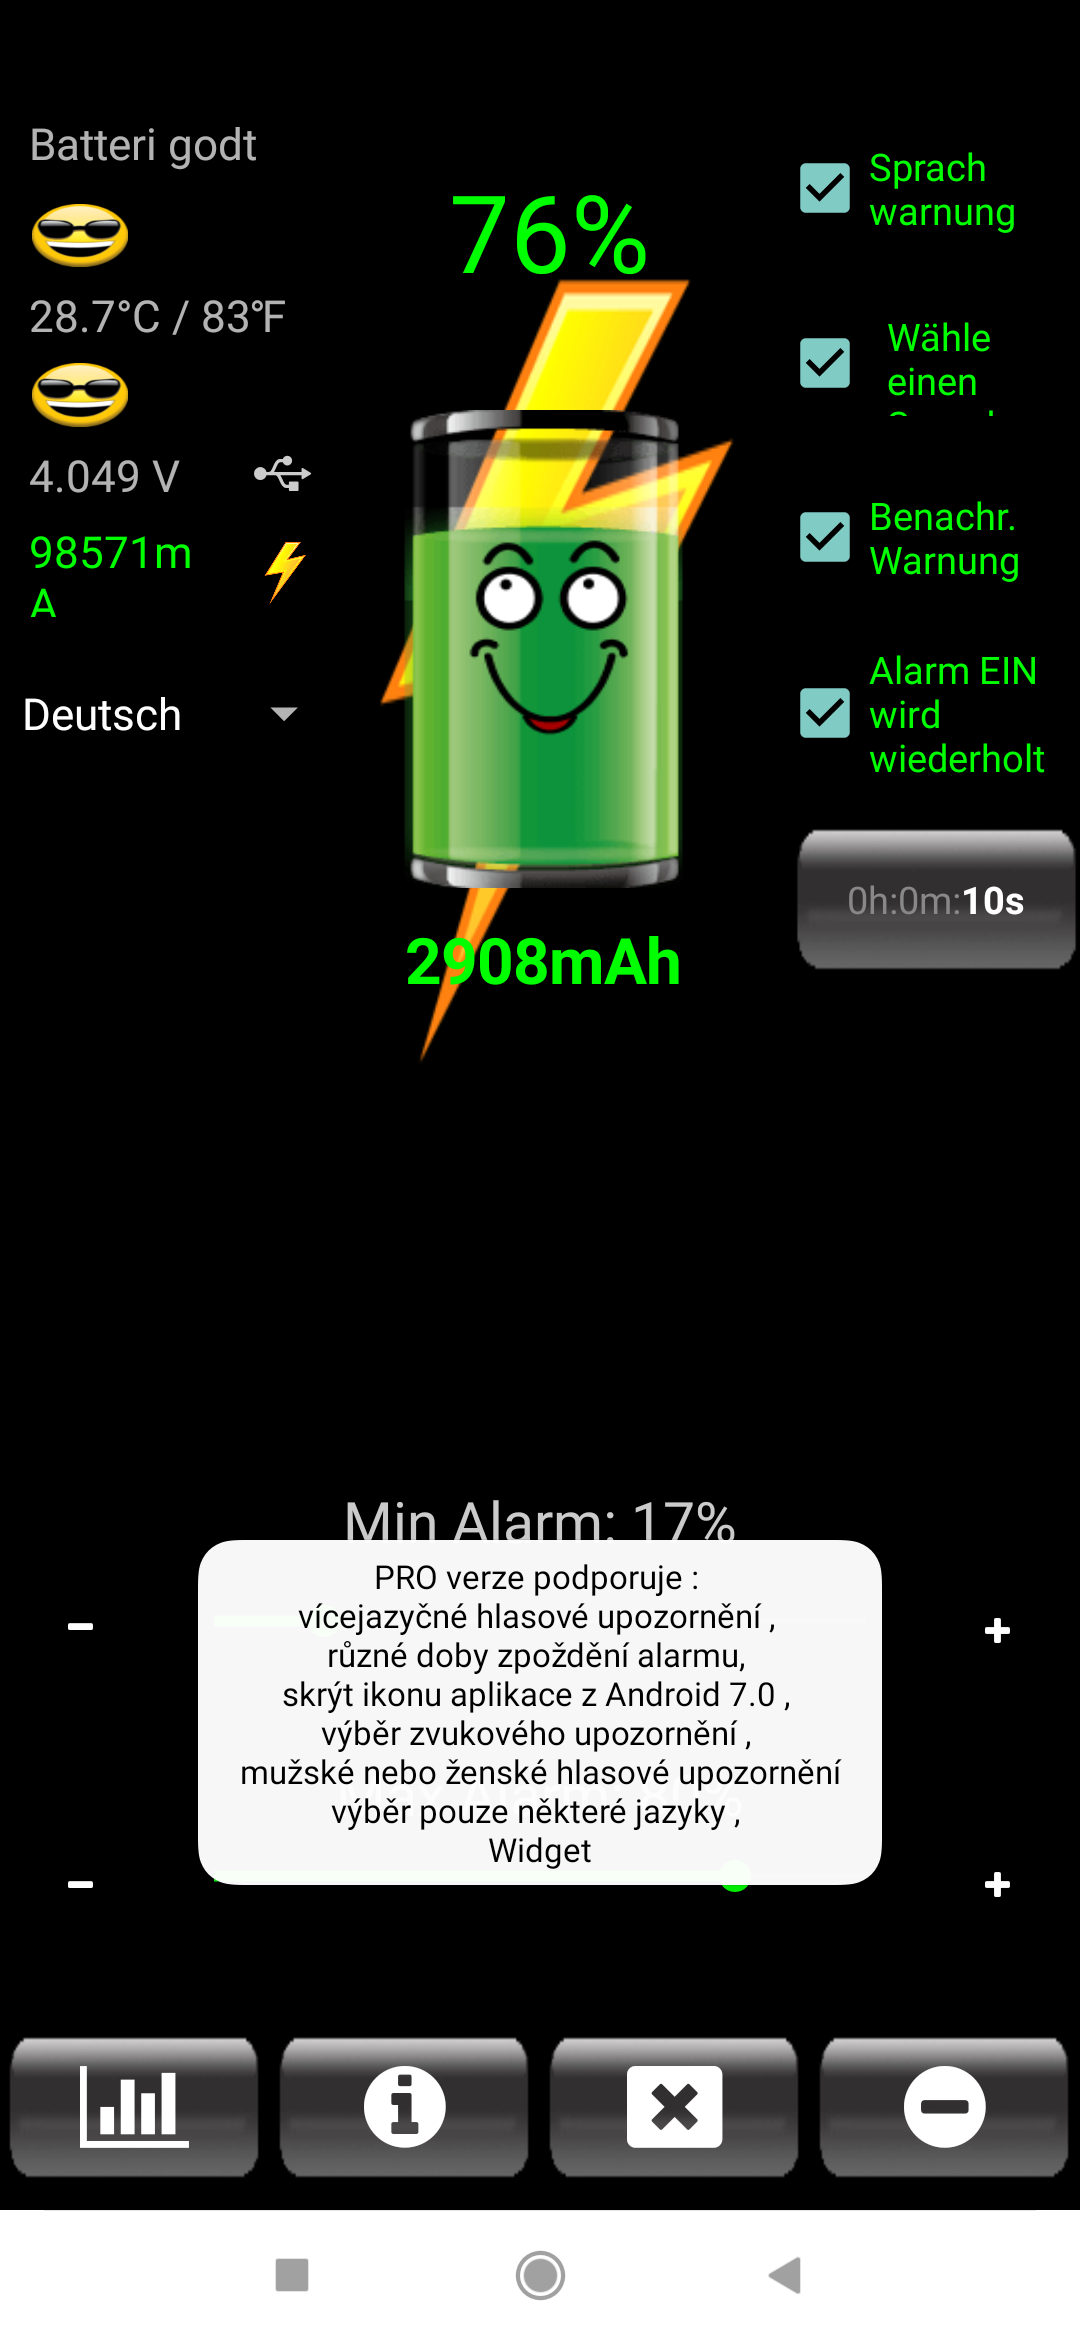 Batteri godt
28.7°C / 83°F
4.049 V
98571m
A
Deutsch
76%
2908mAh
Sprach
warnung
Wähle
einen
Benachr.
Warnung
Alarm EIN
wird
wiederholt
0h:0m:10s
Min Alarm: 17%
PRO verze podporuje :
vícejazyčné hlasové upozornění ,
různé doby zpoždění alarmu,
skrýt ikonu aplikace z Android 7.0 ,
výběr zvukového upozornění ,
mužské nebo ženské hlasové upozornění
výběr pouze některé jazyky ,
Widget